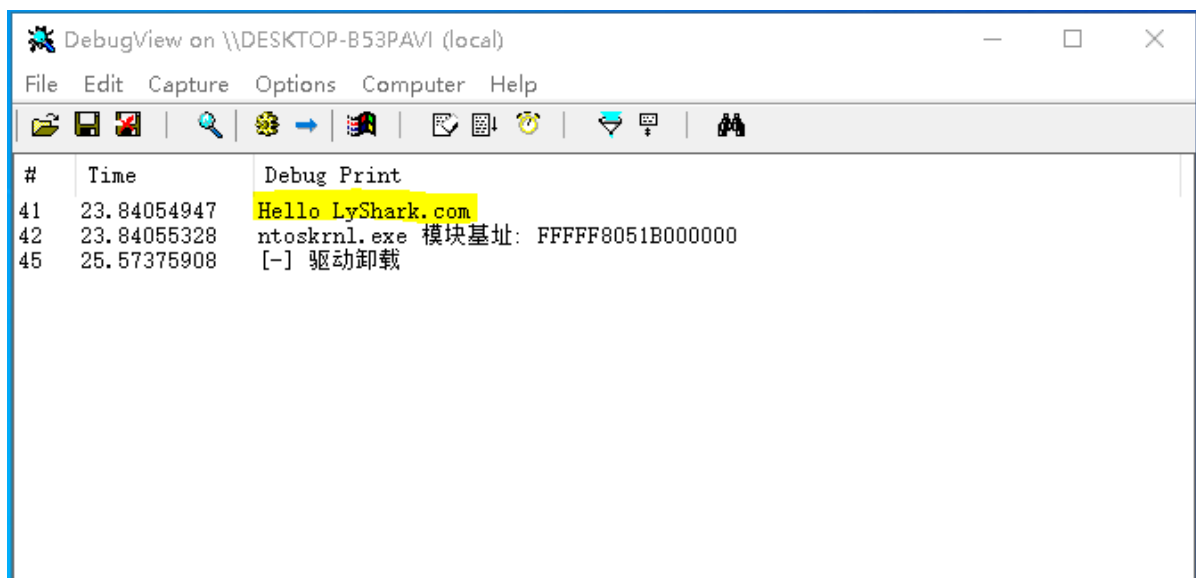 DebugView on \\DESKTOP-B53PAVI (local)
File Edit Capture Options Computer Help
# Time Debug Print
41 23.84054947 Hello LyShark.com
42 23.84055328 ntoskrnl.exe 模块基址: FFFFF8051B000000
45 25.57375908 [-] 驱动卸载